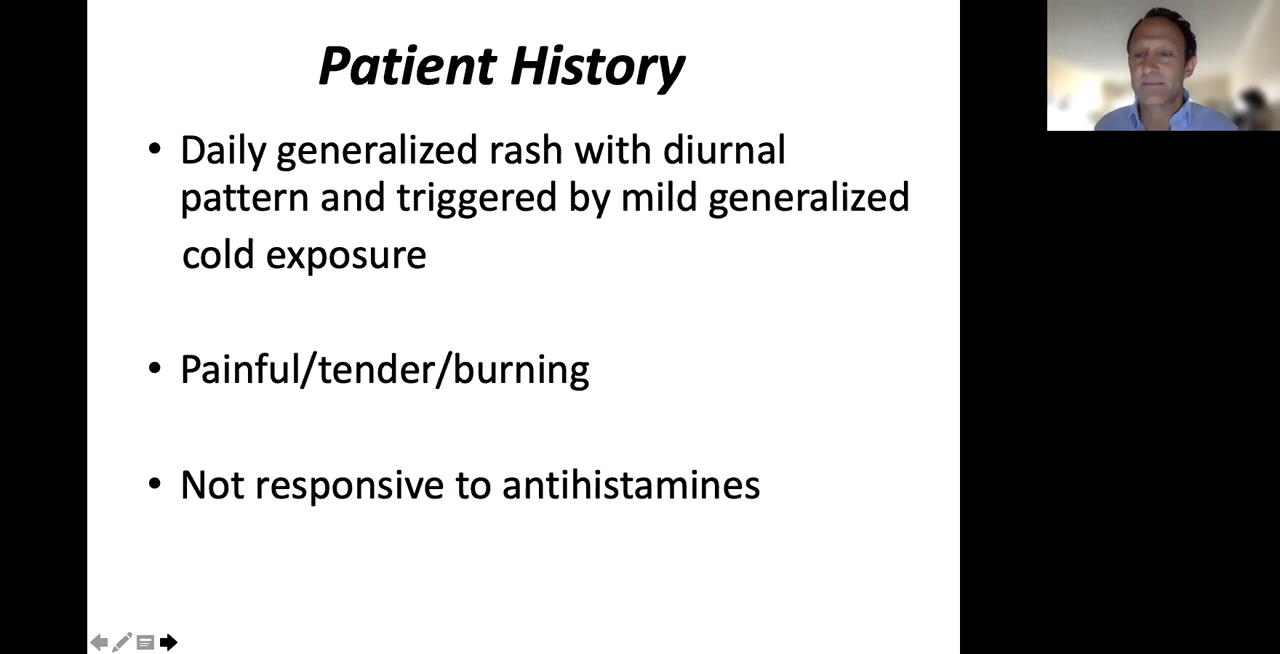 Patient History
• Daily generalized rash with diurnal
pattern and triggered by mild generalized
cold exposure
• Painful/tender/burning
• Not responsive to antihistamines